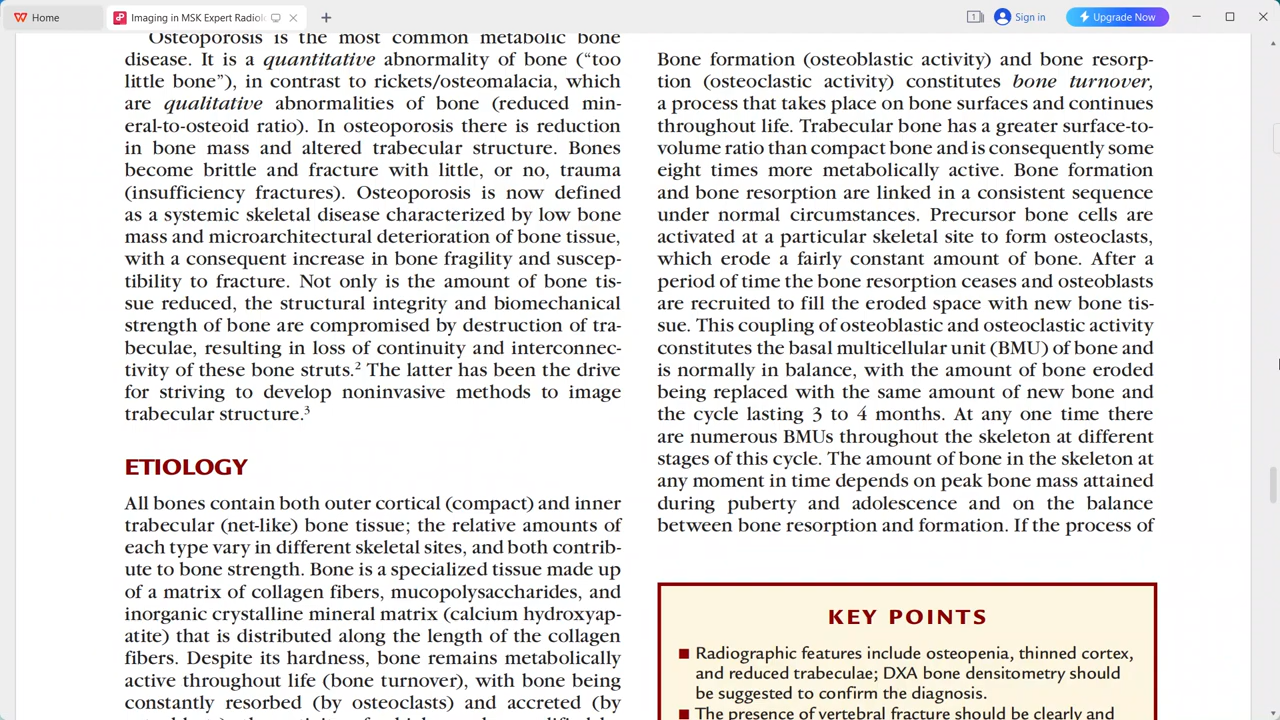 Home
Imaging in MSK Expert Radiol
1
Sign in
Upgrade Now
Osteoporosis is the most common metabolic bone
disease. It is a quantitative abnormality of bone (“too
little bone”), in contrast to rickets/osteomalacia, which
are qualitative abnormalities of bone (reduced min-
eral-to-osteoid ratio). In osteoporosis there is reduction
in bone mass and altered trabecular structure. Bones
become brittle and fracture with little, or no, trauma
(insufficiency fractures). Osteoporosis is now defined
as a systemic skeletal disease characterized by low bone
mass and microarchitectural deterioration of bone tissue,
with a consequent increase in bone fragility and suscep-
tibility to fracture. Not only is the amount of bone tis-
sue reduced, the structural integrity and biomechanical
strength of bone are compromised by destruction of tra-
beculae, resulting in loss of continuity and interconnec-
tivity of these bone struts.2 The latter has been the drive
for striving to develop noninvasive methods to image
trabecular structure.3
ETIOLOGY
All bones contain both outer cortical (compact) and inner
trabecular (net-like) bone tissue; the relative amounts of
each type vary in different skeletal sites, and both contrib-
ute to bone strength. Bone is a specialized tissue made up
of a matrix of collagen fibers, mucopolysaccharides, and
inorganic crystalline mineral matrix (calcium hydroxyap-
atite) that is distributed along the length of the collagen
fibers. Despite its hardness, bone remains metabolically
active throughout life (bone turnover), with bone being
constantly resorbed (by osteoclasts) and accreted (by
Bone formation (osteoblastic activity) and bone resorp-
tion (osteoclastic activity) constitutes bone turnover,
a process that takes place on bone surfaces and continues
throughout life. Trabecular bone has a greater surface-to-
volume ratio than compact bone and is consequently some
eight times more metabolically active. Bone formation
and bone resorption are linked in a consistent sequence
under normal circumstances. Precursor bone cells are
activated at a particular skeletal site to form osteoclasts,
which erode a fairly constant amount of bone. After a
period of time the bone resorption ceases and osteoblasts
are recruited to fill the eroded space with new bone tis-
sue. This coupling of osteoblastic and osteoclastic activity
constitutes the basal multicellular unit (BMU) of bone and
is normally in balance, with the amount of bone eroded
being replaced with the same amount of new bone and
the cycle lasting 3 to 4 months. At any one time there
are numerous BMUs throughout the skeleton at different
stages of this cycle. The amount of bone in the skeleton at
any moment in time depends on peak bone mass attained
during puberty and adolescence and on the balance
between bone resorption and formation. If the process of
KEY POINTS
■ Radiographic features include osteopenia, thinned cortex,
and reduced trabeculae; DXA bone densitometry should
be suggested to confirm the diagnosis.
■ The presence of vertebral fracture should be clearly and